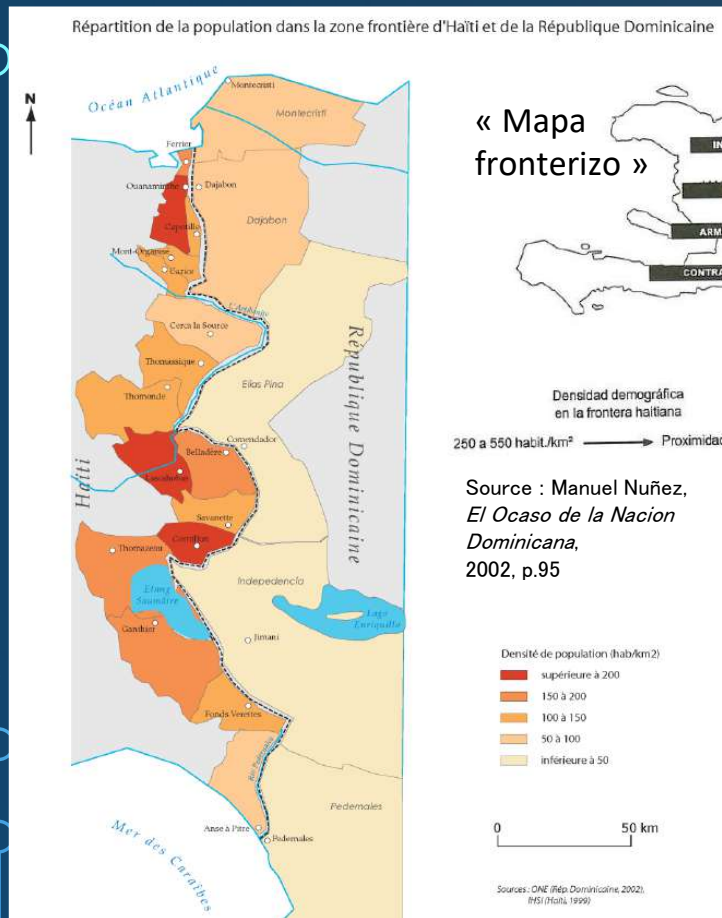 Répartition de la population dans la zone frontière d'Haïti et de la République Dominicaine
N
Océan Atlantique
Montecristi
Montecristi
Ferrier
Ouanaminthe
Dajabon
Capotille
Dajabon
Mont-Organisé
Carice
L'Artibonite
Cerca la Source
Thomassique
Elias Pina
Thomonde
République Dominicaine
Comendador
Belladère
Haïti
Lascahobas
Savanette
Cornillon
Thomazeau
Etang
Saumâtre
Independencia
Lago
Enriquillo
Ganthier
Jimani
Fonds Verettes
Rio Pedernales
Pedernales
Anse à Pitre
Pedernales
Mer des Caraïbes
« Mapa
fronterizo »
IN
ARM
CONTRA
Densidad demográfica
en la frontera haitiana
250 a 550 habit./km² Proximidad
Source : Manuel Nuñez,
El Ocaso de la Nacion
Dominicana,
2002, p.95
Densité de population (hab/km2)
supérieure à 200
150 à 200
100 à 150
50 à 100
inférieure à 50
0 50 km
Sources : ONE (Rép. Dominicaine, 2002),
IHSI (Haïti, 1999)